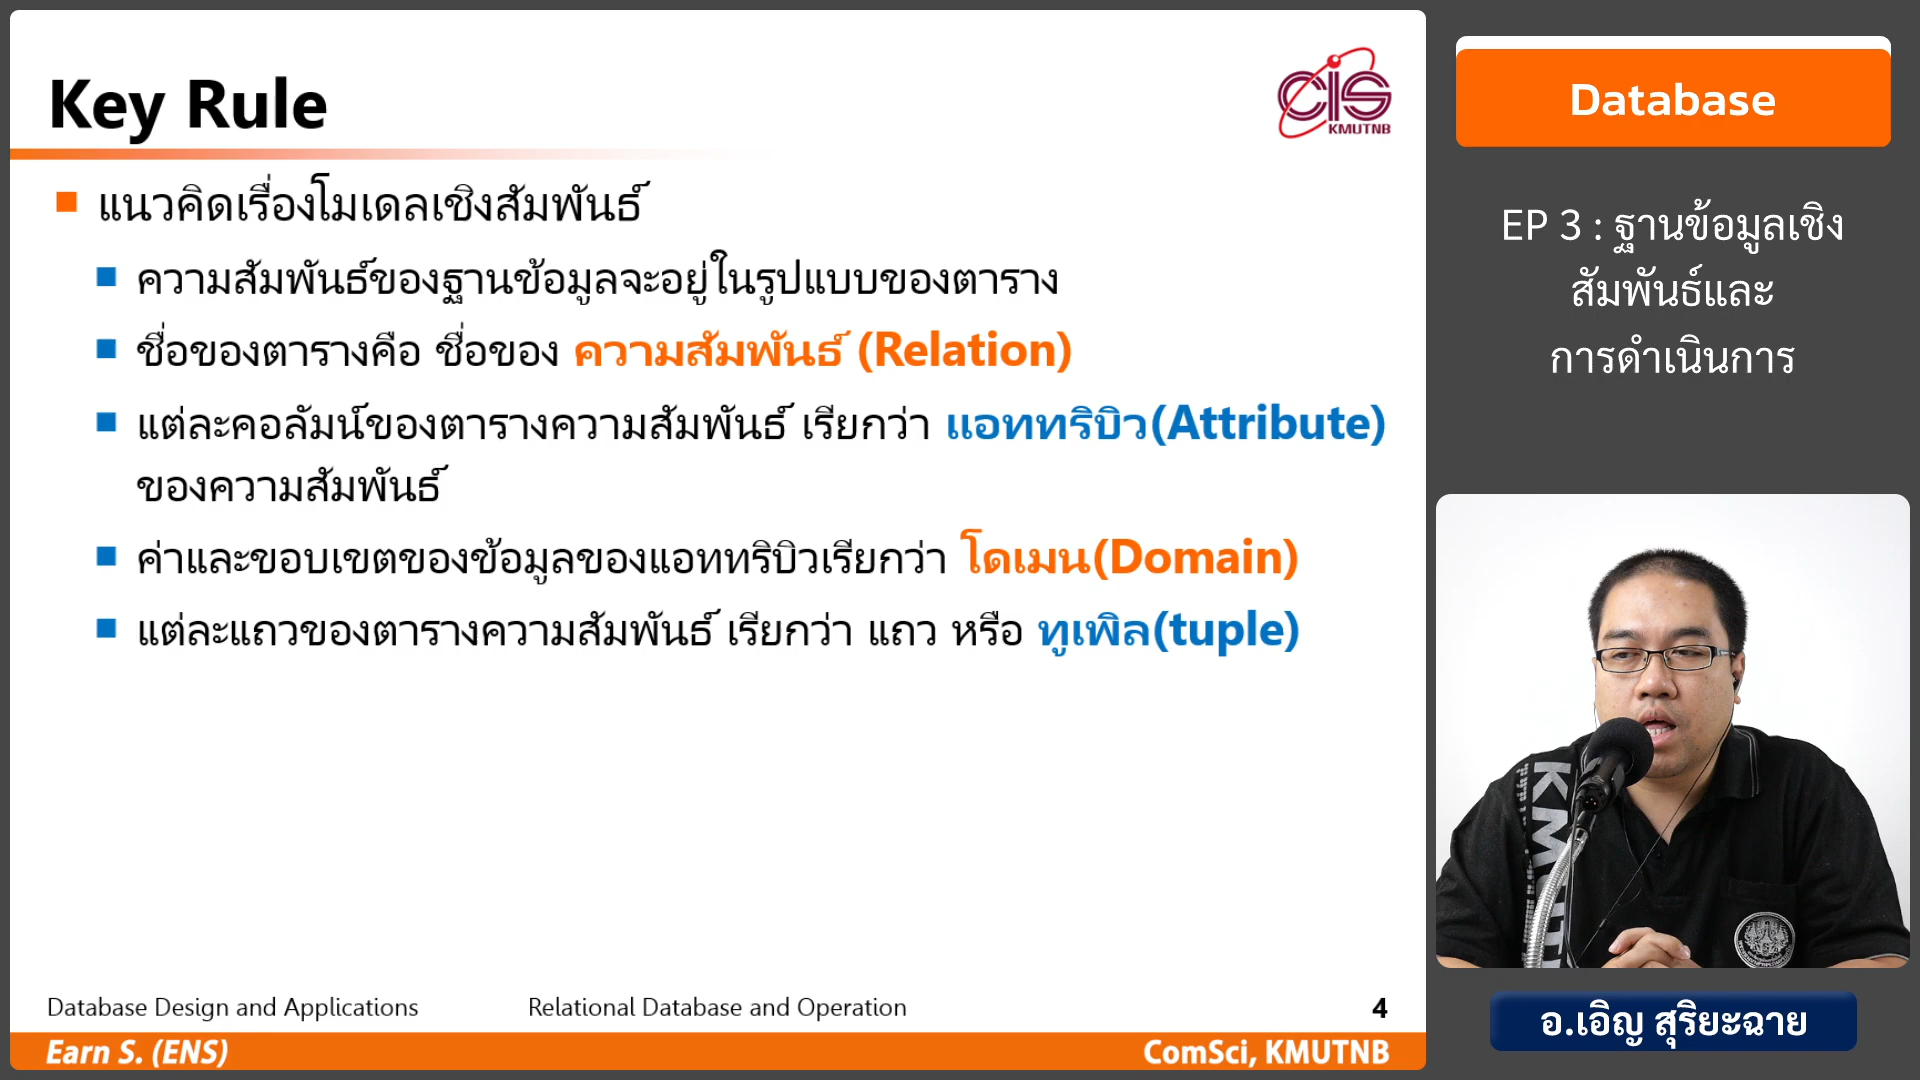 Key Rule
CIS
KMUTNB
แนวคิดเรื่องโมเดลเชิงสัมพันธ์
ความสัมพันธ์ของฐานข้อมูลจะอยู่ในรูปแบบของตาราง
ชื่อของตารางคือ ชื่อของ ความสัมพันธ์ (Relation)
แต่ละคอลัมน์ของตารางความสัมพันธ์ เรียกว่า แอททริบิว(Attribute)
ของความสัมพันธ์
ค่าและขอบเขตของข้อมูลของแอททริบิวเรียกว่า โดเมน(Domain)
แต่ละแถวของตารางความสัมพันธ์ เรียกว่า แถว หรือ ทูเพิล(tuple)
Database Design and Applications
Relational Database and Operation
4
Earn S. (ENS)
ComSci, KMUTNB
Database
EP 3 : ฐานข้อมูลเชิง
สัมพันธ์และ
การดำเนินการ
KMUT
อ.เอิญ สุริยะฉาย